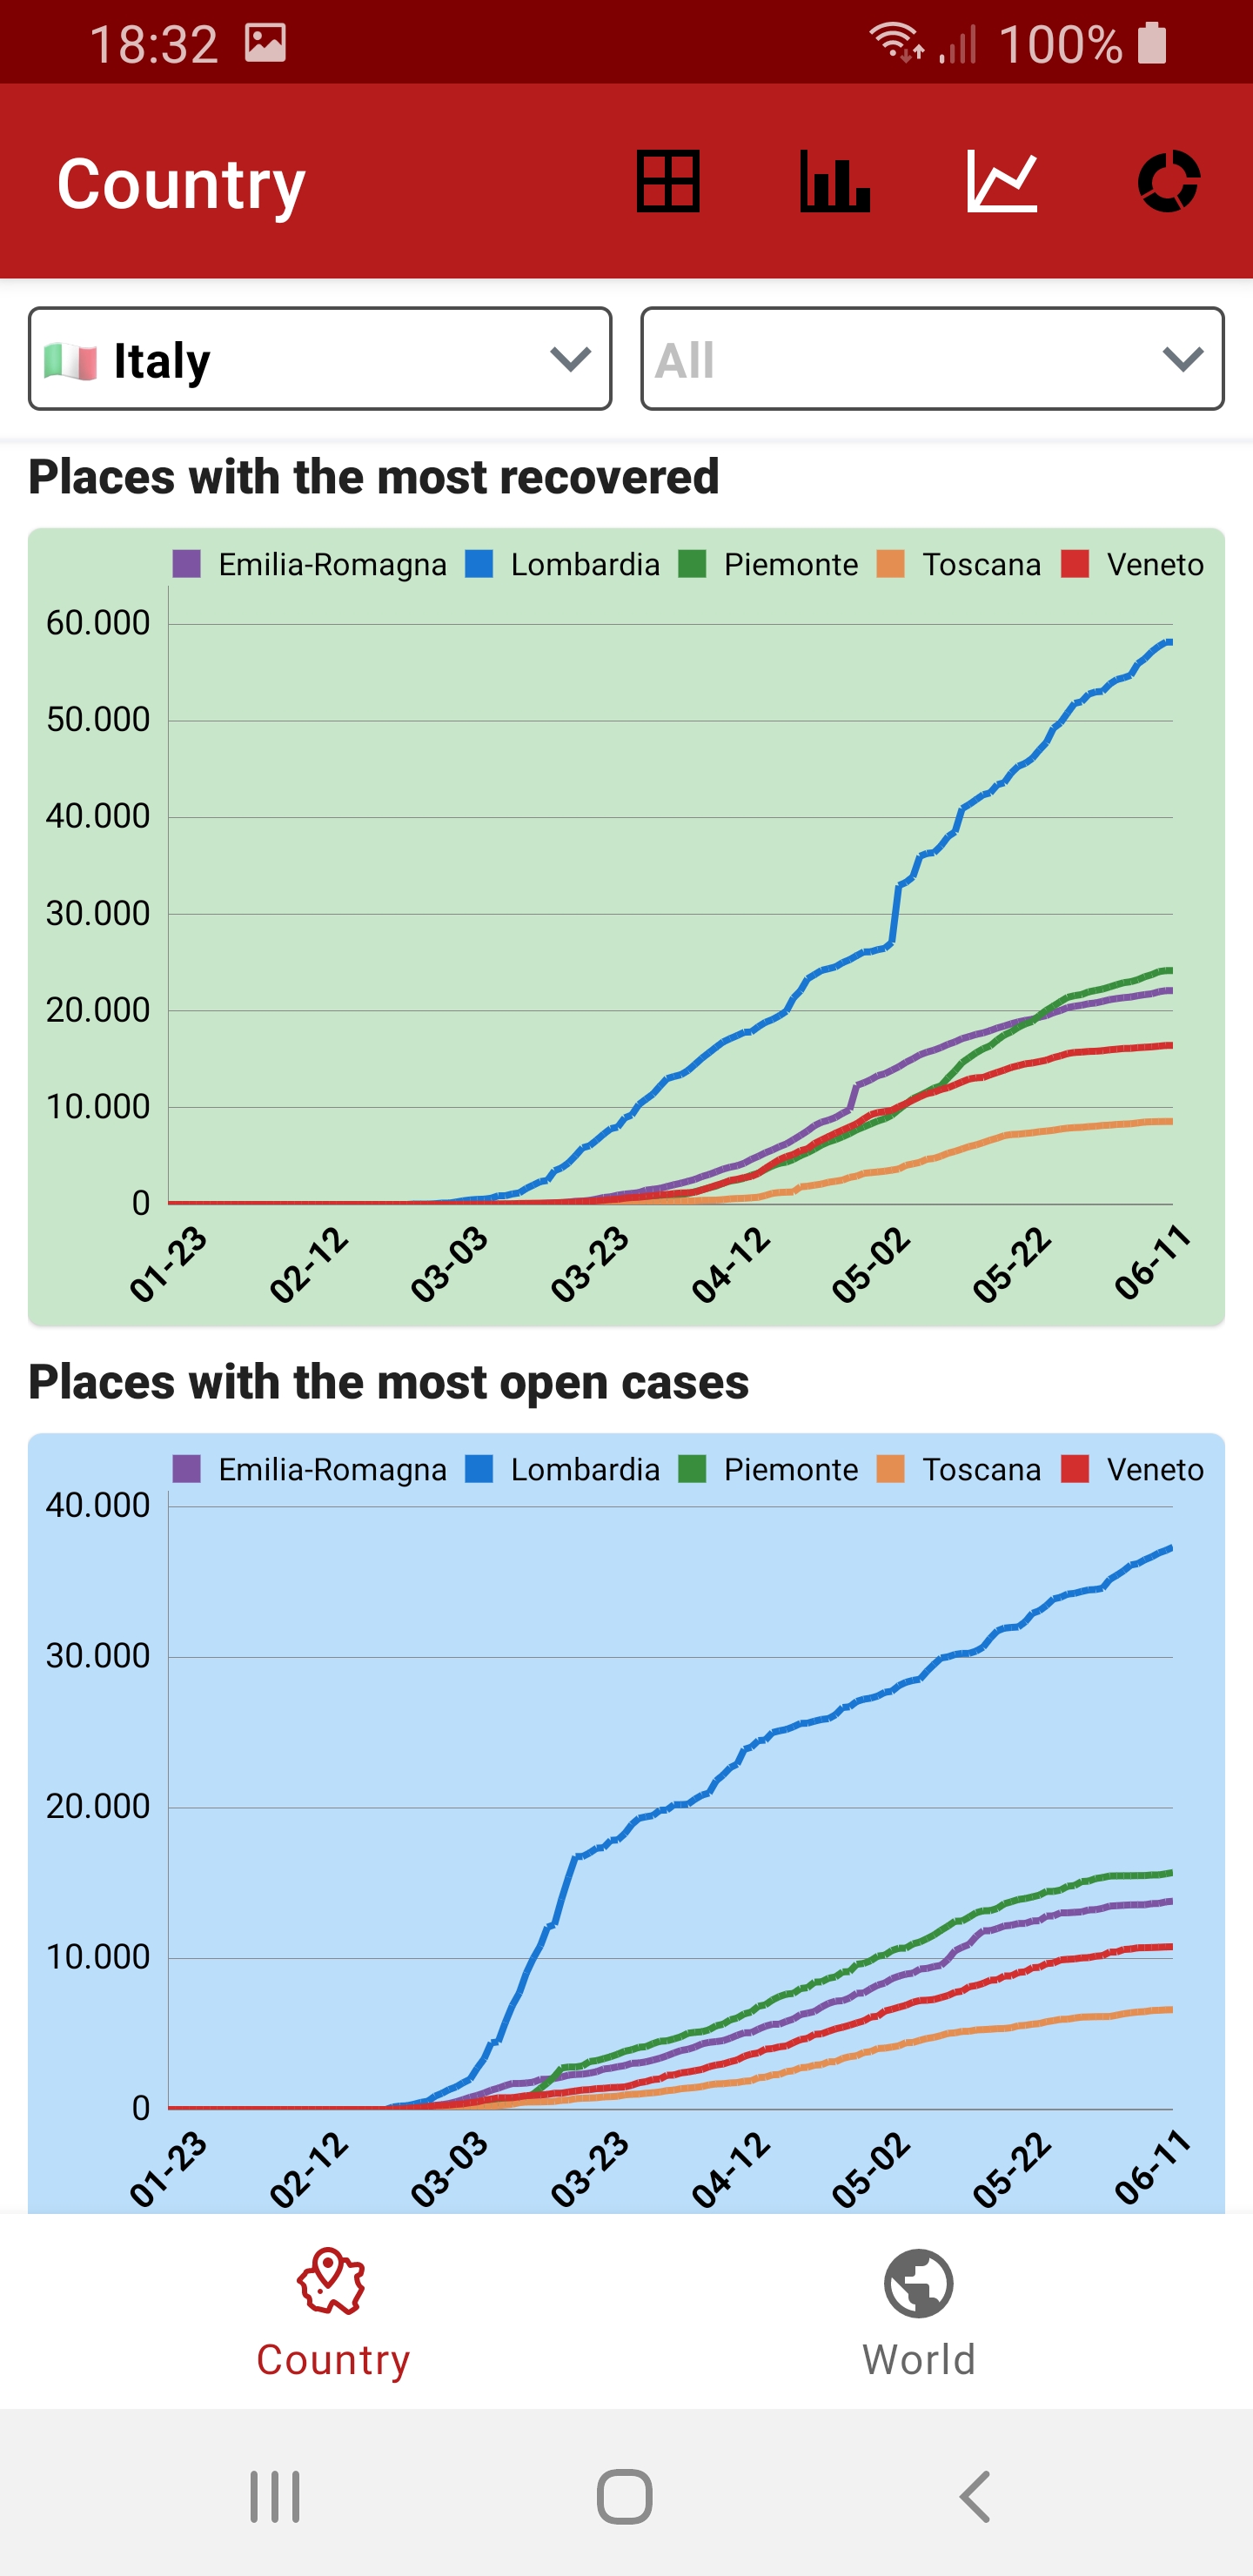 18:32 100%
Country
Italy All
Places with the most recovered
Emilia-Romagna Lombardia Piemonte Toscana Veneto
60.000
50.000
40.000
30.000
20.000
10.000
0
01-23 02-12 03-03 03-23 04-12 05-02 05-22 06-11
Places with the most open cases
Emilia-Romagna Lombardia Piemonte Toscana Veneto
40.000
30.000
20.000
10.000
0
01-23 02-12 03-03 03-23 04-12 05-02 05-22 06-11
Country World